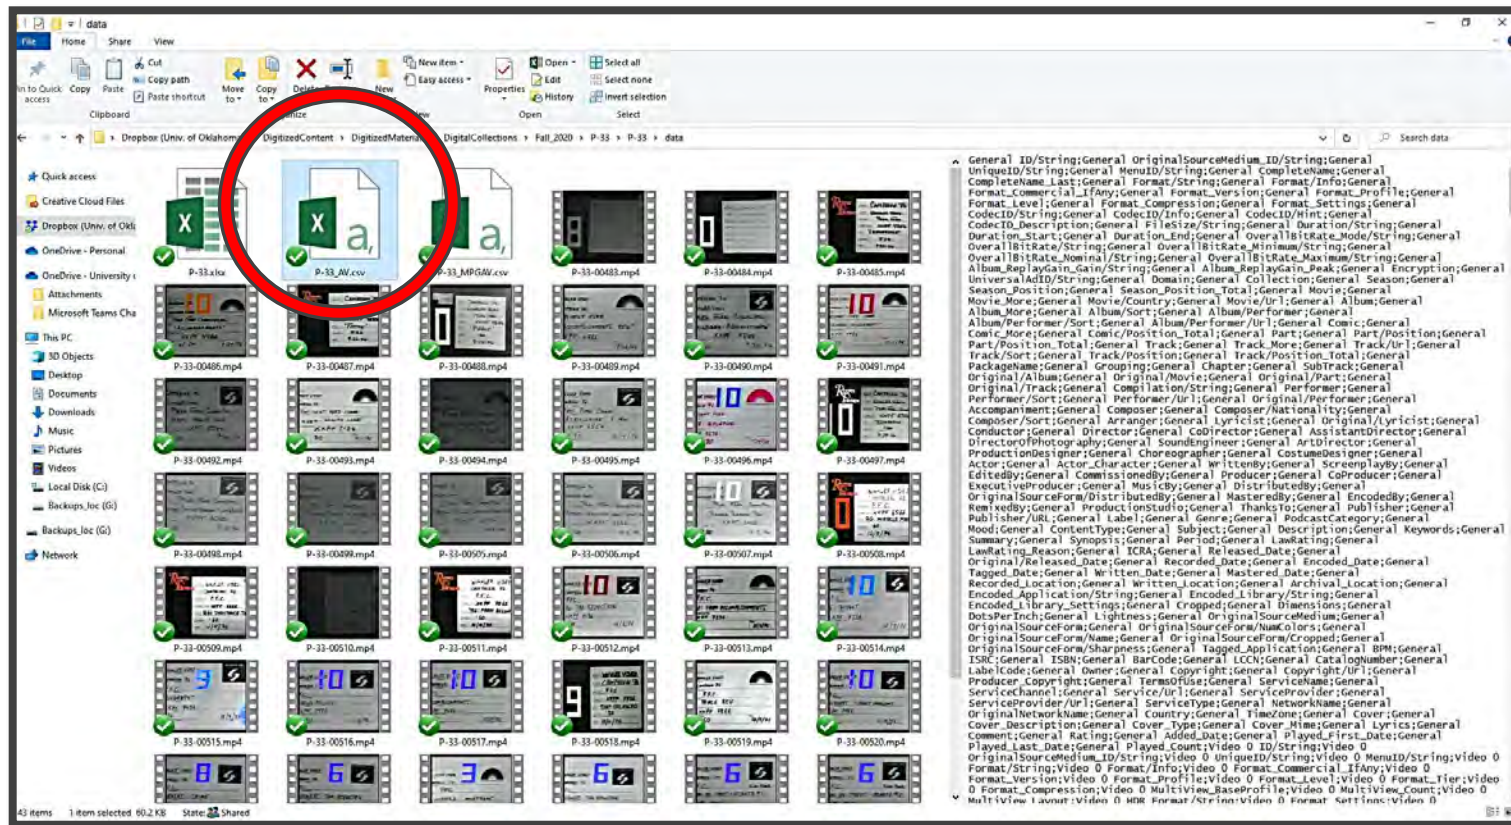 data
File Home Share View
Cut
Copy path
Paste shortcut
Copy Paste
access
Move to
Copy to
Delete
New
New item
Easy access
Properties
Open
Edit
History
Select all
Select none
Invert selection
Clipboard
Open
Select
Dropbox (Univ. of Oklahom
DigitizedContent
DigitizedMateria
DigitalCollections
Fall_2020
P-33
P-33
data
Search data
Quick access
Creative Cloud Files
Dropbox (Univ. of Okla
OneDrive - Personal
OneDrive - University
Attachments
Microsoft Teams Cha
This PC
3D Objects
Desktop
Documents
Downloads
Music
Pictures
Videos
Local Disk (C:)
Backups_loc (G:)
Backups_loc (G:)
Network
P-33.xlsx P-33_AV.csv P-33_MPGAV.csv P-33-00483.mp4 P-33-00484.mp4 P-33-00485.mp4
P-33-00486.mp4 P-33-00487.mp4 P-33-00488.mp4 P-33-00489.mp4 P-33-00490.mp4 P-33-00491.mp4
P-33-00492.mp4 P-33-00493.mp4 P-33-00494.mp4 P-33-00495.mp4 P-33-00496.mp4 P-33-00497.mp4
P-33-00498.mp4 P-33-00499.mp4 P-33-00505.mp4 P-33-00506.mp4 P-33-00507.mp4 P-33-00508.mp4
P-33-00509.mp4 P-33-00510.mp4 P-33-00511.mp4 P-33-00512.mp4 P-33-00513.mp4 P-33-00514.mp4
P-33-00515.mp4 P-33-00516.mp4 P-33-00517.mp4 P-33-00518.mp4 P-33-00519.mp4 P-33-00520.mp4
General ID/String;General OriginalSourceMedium_ID/String;General
UniqueID/String;General MenuID/String;General CompleteName;General
CompleteName_Last;General Format/String;General Format/Info;General
Format_Commercial_IfAny;General Format_Version;General Format_Profile;General
Format_Level;General Format_Compression;General Format_Settings;General
CodecID/String;General CodecID/Info;General CodecID/Hint;General
CodecID_Description;General FileSize/String;General Duration/String;General
Duration_Start;General Duration_End;General OverallBitRate_Mode/String;General
OverallBitRate/String;General OverallBitRate_Minimum/String;General
OverallBitRate_Nominal/String;General OverallBitRate_Maximum/String;General
Album_ReplayGain_Gain/String;General Album_ReplayGain_Peak;General Encryption;General
UniversalAdID/String;General Domain;General Collection;General Season;General
Season_Position;General Season_Position_Total;General Movie;General
Movie_More;General Movie/Country;General Movie/Url;General Album;General
Album_More;General Album/Sort;General Album/Performer;General
Album/Performer/Sort;General Album/Performer/Url;General Comic;General
Comic_More;General Comic/Position_Total;General Part;General Part/Position;General
Part/Position_Total;General Track;General Track_More;General Track/Url;General
Track/Sort;General Track/Position;General Track/Position_Total;General
PackageName;General Grouping;General Chapter;General SubTrack;General
Original/Album;General Original/Movie;General Original/Part;General
Original/Track;General Compilation/String;General Performer;General
Performer/Sort;General Performer/Url;General Original/Performer;General
Accompaniment;General Composer;General Composer/Nationality;General
Composer/Sort;General Arranger;General Lyricist;General Original/Lyricist;General
Conductor;General Director;General CoDirector;General AssistantDirector;General
DirectorOfPhotography;General SoundEngineer;General ArtDirector;General
ProductionDesigner;General Choreographer;General CostumeDesigner;General
Actor;General Actor_Character;General WrittenBy;General ScreenplayBy;General
EditedBy;General CommissionedBy;General Producer;General CoProducer;General
ExecutiveProducer;General MusicBy;General DistributedBy;General
OriginalSourceForm/DistributedBy;General MasteredBy;General EncodedBy;General
RemixedBy;General ProductionStudio;General ThanksTo;General Publisher;General
Publisher/URL;General Label;General Genre;General PodcastCategory;General
Mood;General ContentType;General Subject;General Description;General Keywords;General
Summary;General Synopsis;General Period;General LawRating;General
LawRating_Reason;General ICRA;General Released_Date;General
Original/Released_Date;General Recorded_Date;General Encoded_Date;General
Tagged_Date;General Written_Date;General Mastered_Date;General
Recorded_Location;General Written_Location;General Archival_Location;General
Encoded_Application/String;General Encoded_Library/String;General
Encoded_Library_Settings;General Cropped;General Dimensions;General
DotsPerInch;General Lightness;General OriginalSourceMedium;General
OriginalSourceForm;General OriginalSourceForm/NumColors;General
OriginalSourceForm/Name;General OriginalSourceForm/Cropped;General
OriginalSourceForm/Sharpness;General Tagged_Application;General BPM;General
ISRC;General ISBN;General BarCode;General LCCN;General CatalogNumber;General
LabelCode;General Owner;General Copyright;General Copyright/Url;General
Producer_Copyright;General TermsOfUse;General ServiceName;General
ServiceChannel;General Service/Url;General ServiceProvider;General
ServiceProvider/Url;General ServiceType;General NetworkName;General
OriginalNetworkName;General Country;General TimeZone;General Cover;General
Cover_Description;General Cover_Type;General Cover_Mime;General Lyrics;General
Comment;General Rating;General Added_Date;General Played_First_Date;General
Played_Last_Date;General Played_Count;Video 0 ID/String;Video 0
OriginalSourceMedium_ID/String;Video 0 UniqueID/String;Video 0 MenuID/String;Video 0
Format/String;Video 0 Format/Info;Video 0 Format_Commercial_IfAny;Video 0
Format_Version;Video 0 Format_Profile;Video 0 Format_Level;Video 0 Format_Tier;Video
0 Format_Compression;Video 0 MultiView_BaseProfile;Video 0 MultiView_Count;Video 0
MultiView_Layout;Video 0 HDR_Format/String;Video 0 Format_Settings;Video 0
43 items 1 item selected 60.2 KB State: Shared